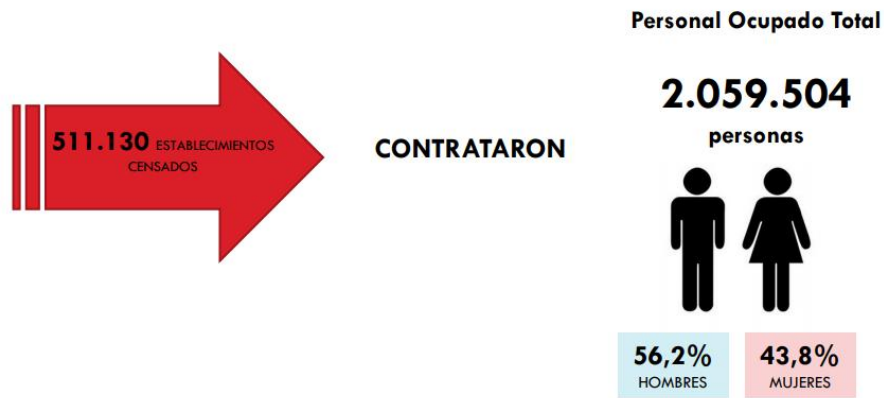 Personal Ocupado Total
2.059.504
personas
511.130 ESTABLECIMIENTOS
CENSADOS
CONTRATARON
56,2%
HOMBRES
43,8%
MUJERES